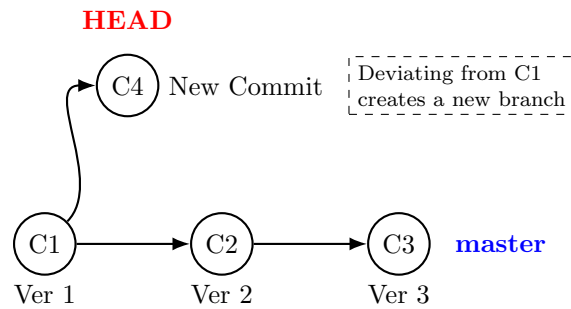 HEAD
C4 New Commit
Deviating from C1
creates a new branch
C1 C2 C3 master
Ver 1 Ver 2 Ver 3